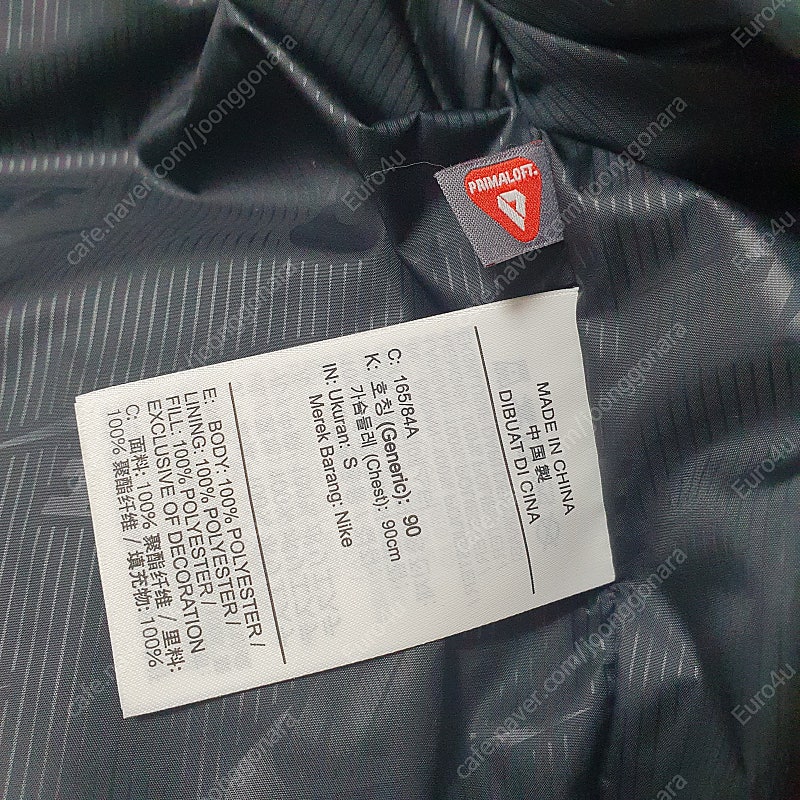 PRIMALOFT.
MADE IN CHINA
中国製
DIBUAT DI CINA
C: 165/84A
K: 호칭 (Generic): 90
가슴둘레 (Chest): 90cm
IN: Ukuran: S
Merek Barang: Nike
E: BODY: 100% POLYESTER /
LINING: 100% POLYESTER /
FILL: 100% POLYESTER /
EXCLUSIVE OF DECORATION
C: 面料: 100% 聚酯纤维 / 里料:
100% 聚酯纤维 / 填充物: 100%
Euro4u
cafe.naver.com/joonggonara